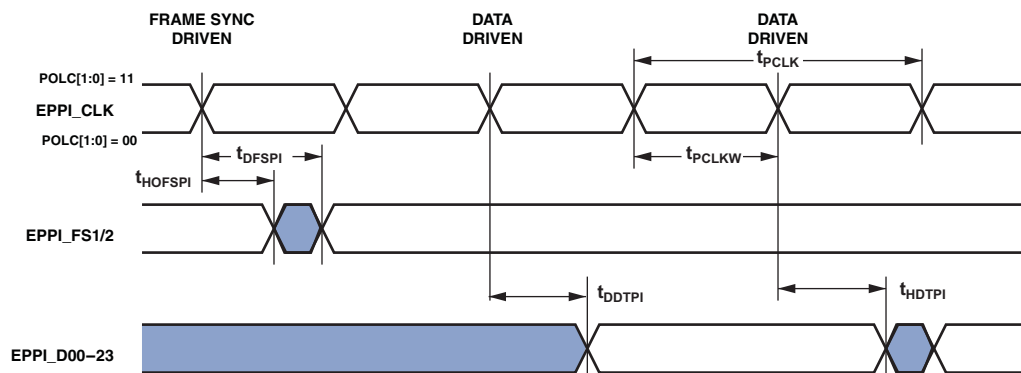 FRAME SYNC
DRIVEN
DATA
DRIVEN
DATA
DRIVEN
tPCLK
POLC[1:0] = 11
EPPI_CLK
POLC[1:0] = 00
tDFSPI
tPCLKW
tHOFSPI
EPPI_FS1/2
tDDTPI
tHDTPI
EPPI_D00–23